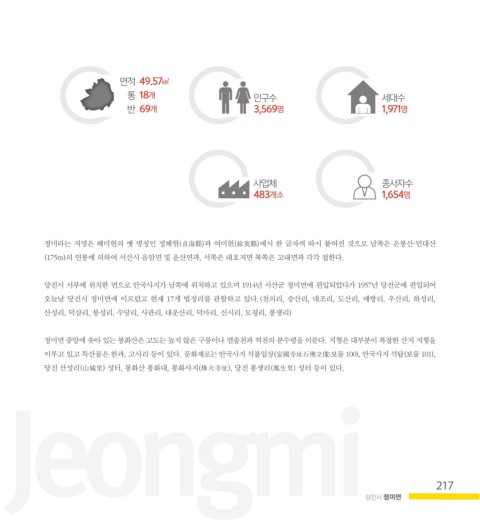 면적 49.57㎢
통 18개
반 69개
인구수
3,569명
세대수
1,971명
사업체
483개소
종사자수
1,654명
정미라는 지명은 해미현의 옛 명칭인 정해현(貞海縣)과 여미현(餘美縣)에서 한 글자씩 따서 붙여진 것으로 남쪽은 은봉산·민대산
(175m)의 연봉에 의하여 서산시 음암면 및 운산면과, 서쪽은 대호지면 북쪽은 고대면과 각각 접한다.
당진시 서부에 위치한 면으로 안국사지가 남쪽에 위치하고 있으며 1914년 서산군 정미면에 편입되었다가 1957년 당진군에 편입되어
오늘날 당진시 정미면에 이르렀고 현재 17개 법정리를 관할하고 있다.(천의리, 승산리, 대조리, 도산리, 매방리, 우산리, 하성리,
산성리, 덕삼리, 봉성리, 수당리, 사관리, 대운산리, 덕마리, 신시리, 모평리, 봉생리)
정미면 중앙에 솟아 있는 봉화산은 고도는 높지 않은 구릉이나 염솔천과 역천의 분수령을 이룬다. 지형은 대부분이 복잡한 산지 지형을
이루고 있고 특산물은 한과, 고사리 등이 있다. 문화재로는 안국사지 석불입상(安國寺址石佛立像:보물 100), 안국사지 석탑(보물 101),
당진 산성리(山城里) 성터, 봉화산 봉화대, 봉화사지(烽火寺址), 당진 봉생리(鳳生里) 성터 등이 있다.
Jeongmi
217
당진시 정미면